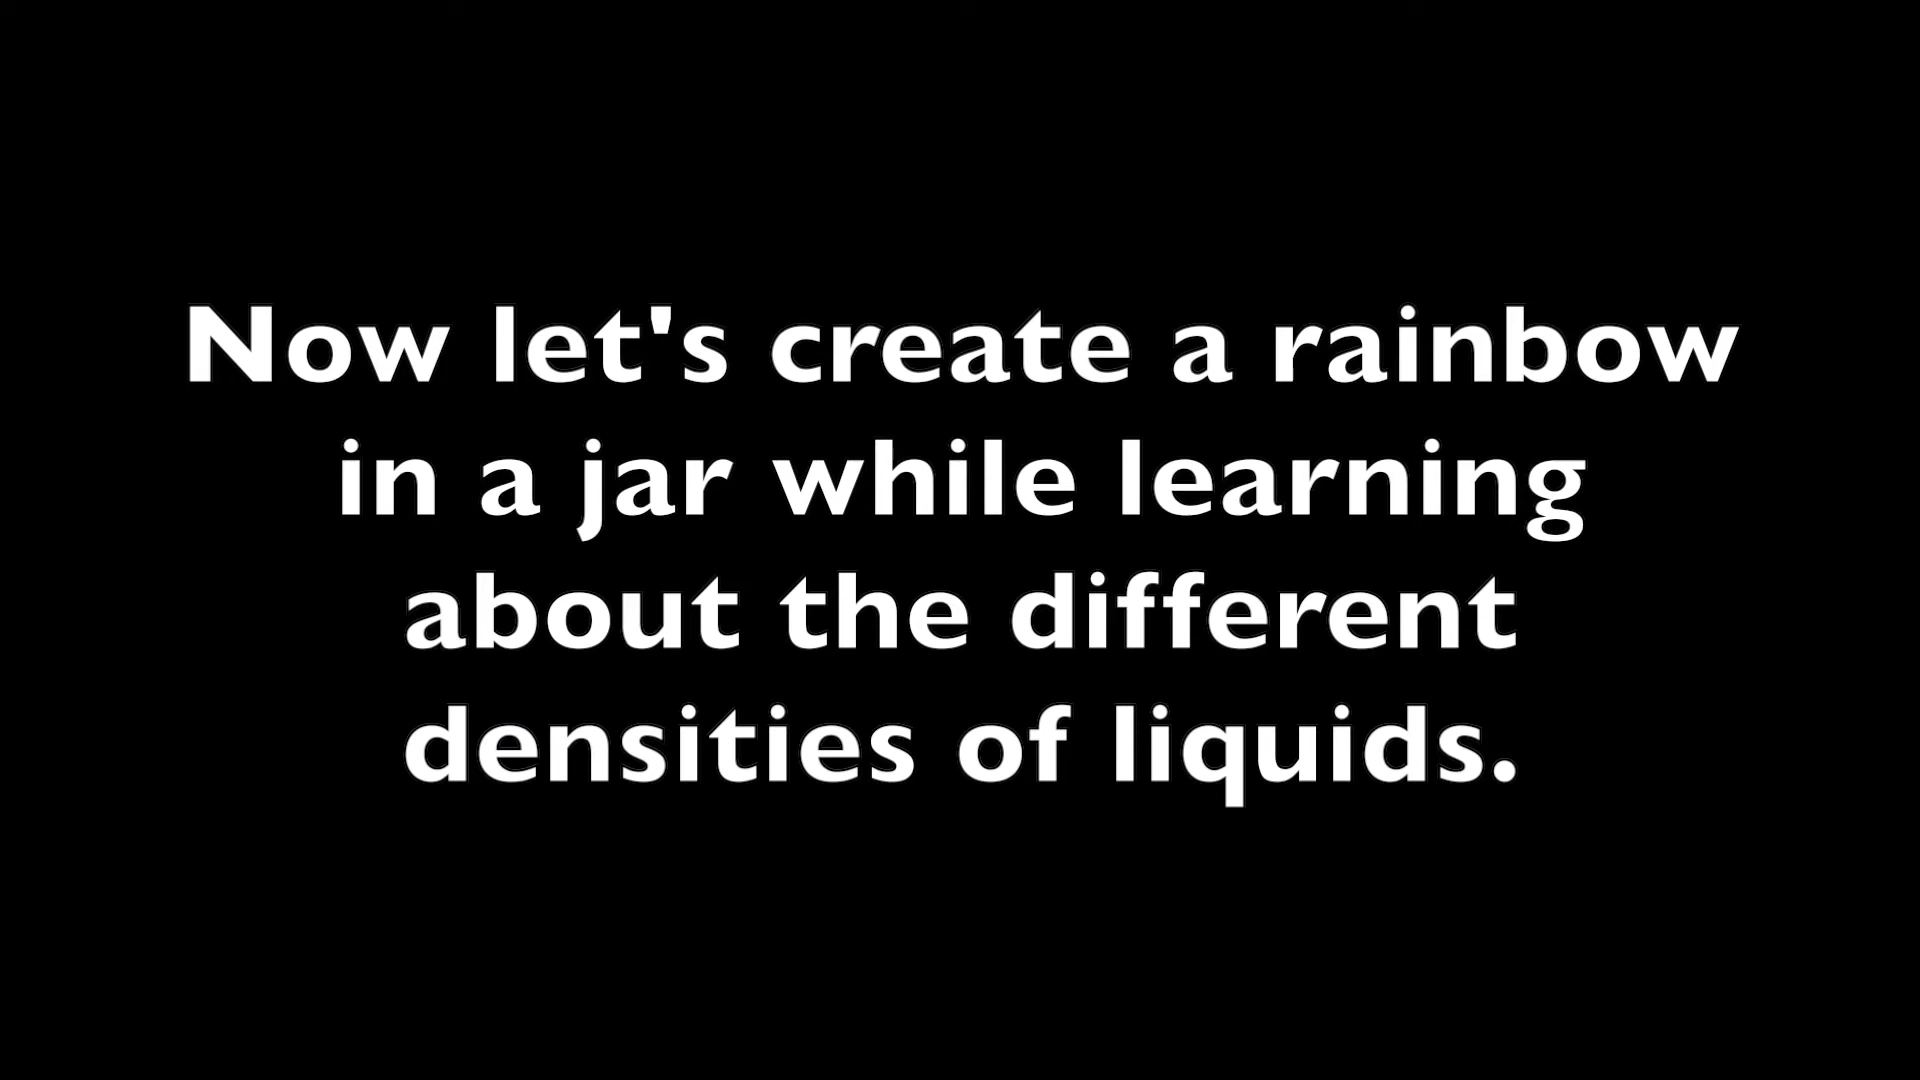 Now let's create a rainbow
in a jar while learning
about the different
densities of liquids.